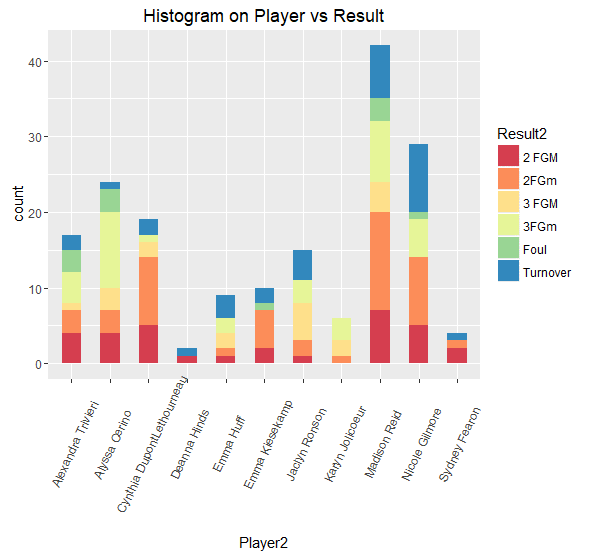 Histogram on Player vs Result
count
40
30
20
10
0
Alexandra Trivieri
Alyssa Cerino
Cynthia DupontLethourneau
Deanna Hinds
Emma Huff
Emma Kiesekamp
Jaclyn Ronson
Karyn Jolicoeur
Madison Reid
Nicole Gilmore
Sydney Fearon
Player2
Result2
2 FGM
2FGm
3 FGM
3FGm
Foul
Turnover